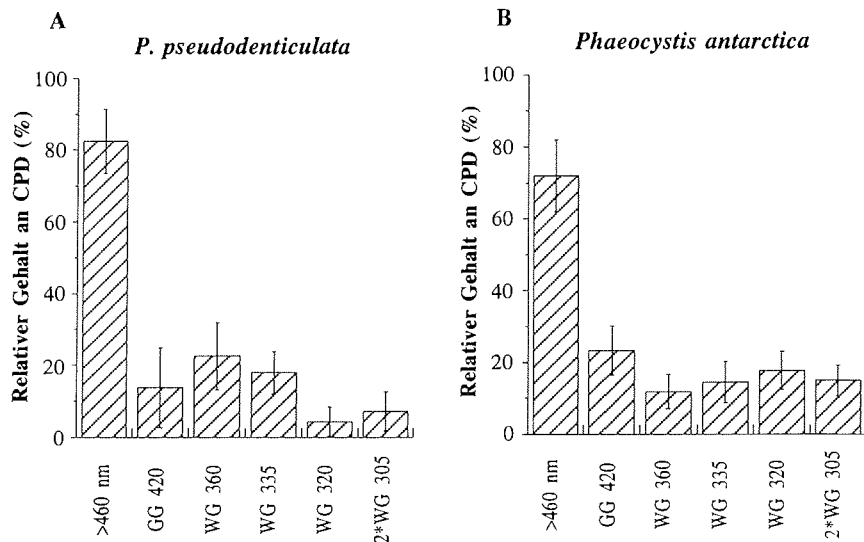 A
P. pseudodenticulata
Relativer Gehalt an CPD (%)
100
80
60
40
20
0
>460 nm
GG 420
WG 360
WG 335
WG 320
2*WG 305
B
Phaeocystis antarctica
Relativer Gehalt an CPD (%)
100
80
60
40
20
0
>460 nm
GG 420
WG 360
WG 335
WG 320
2*WG 305